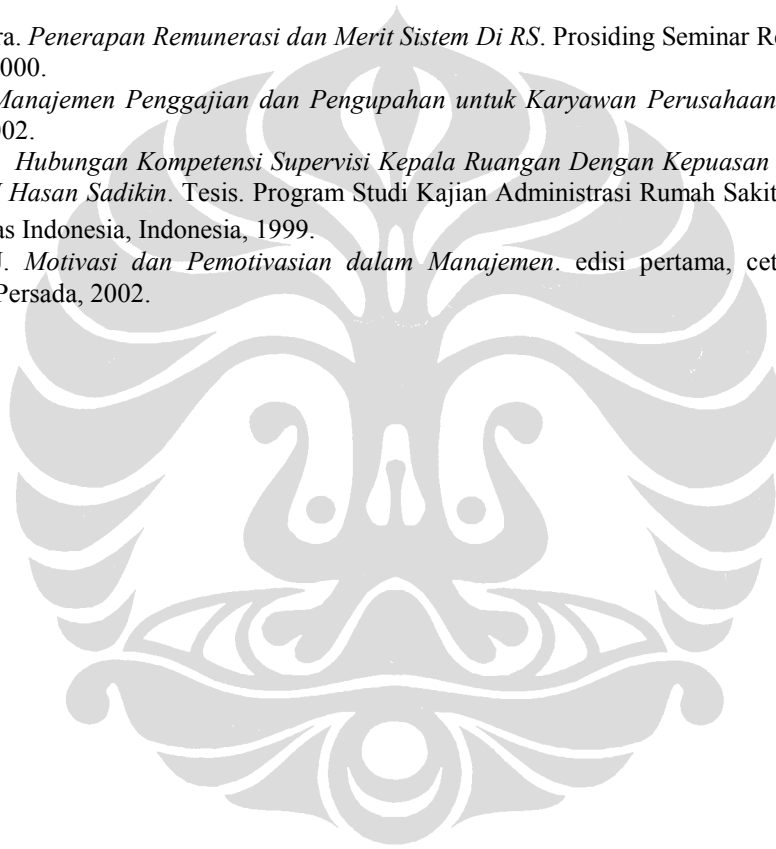 ra. Penerapan Remunerasi dan Merit Sistem Di RS. Prosiding Seminar Re
000.
Manajemen Penggajian dan Pengupahan untuk Karyawan Perusahaan
002.
Hubungan Kompetensi Supervisi Kepala Ruangan Dengan Kepuasan
Hasan Sadikin. Tesis. Program Studi Kajian Administrasi Rumah Sakit
as Indonesia, Indonesia, 1999.
Motivasi dan Pemotivasian dalam Manajemen. edisi pertama, cet
Persada, 2002.